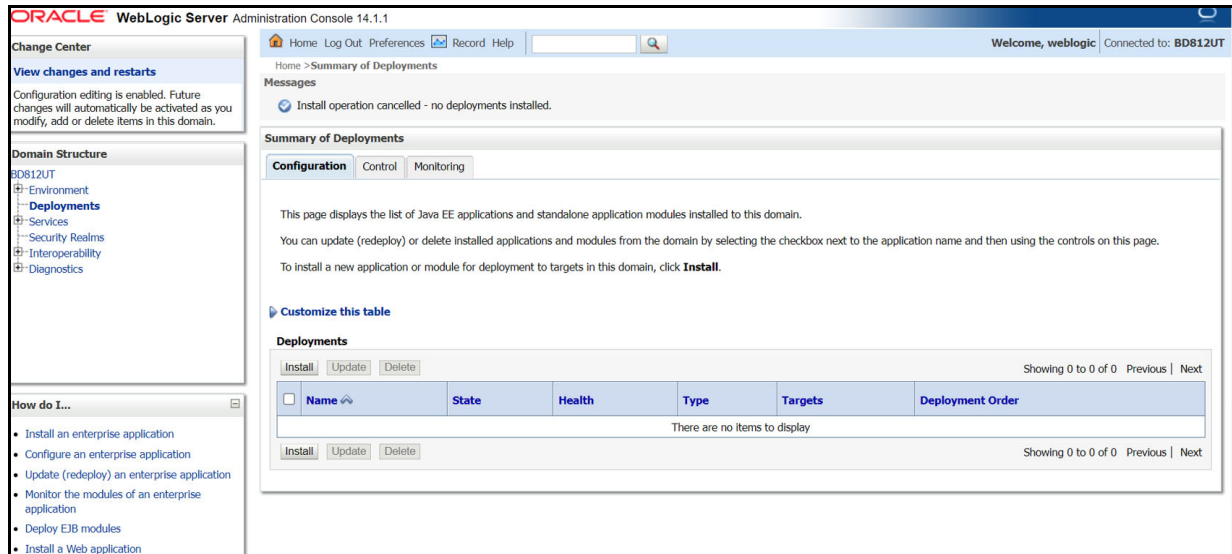 ORACLE WebLogic Server Administration Console 14.1.1
Change Center
View changes and restarts
Configuration editing is enabled. Future
changes will automatically be activated as you
modify, add or delete items in this domain.
Domain Structure
BD812UT
Environment
Deployments
Services
Security Realms
Interoperability
Diagnostics
How do I...
Install an enterprise application
Configure an enterprise application
Update (redeploy) an enterprise application
Monitor the modules of an enterprise
application
Deploy EJB modules
Install a Web application
Home Log Out Preferences Record Help
Welcome, weblogic Connected to: BD812UT
Home >Summary of Deployments
Messages
Install operation cancelled - no deployments installed.
Summary of Deployments
Configuration Control Monitoring
This page displays the list of Java EE applications and standalone application modules installed to this domain.
You can update (redeploy) or delete installed applications and modules from the domain by selecting the checkbox next to the application name and then using the controls on this page.
To install a new application or module for deployment to targets in this domain, click Install.
Customize this table
Deployments
Install Update Delete Showing 0 to 0 of 0 Previous | Next
Name State Health Type Targets Deployment Order
There are no items to display
Install Update Delete Showing 0 to 0 of 0 Previous | Next